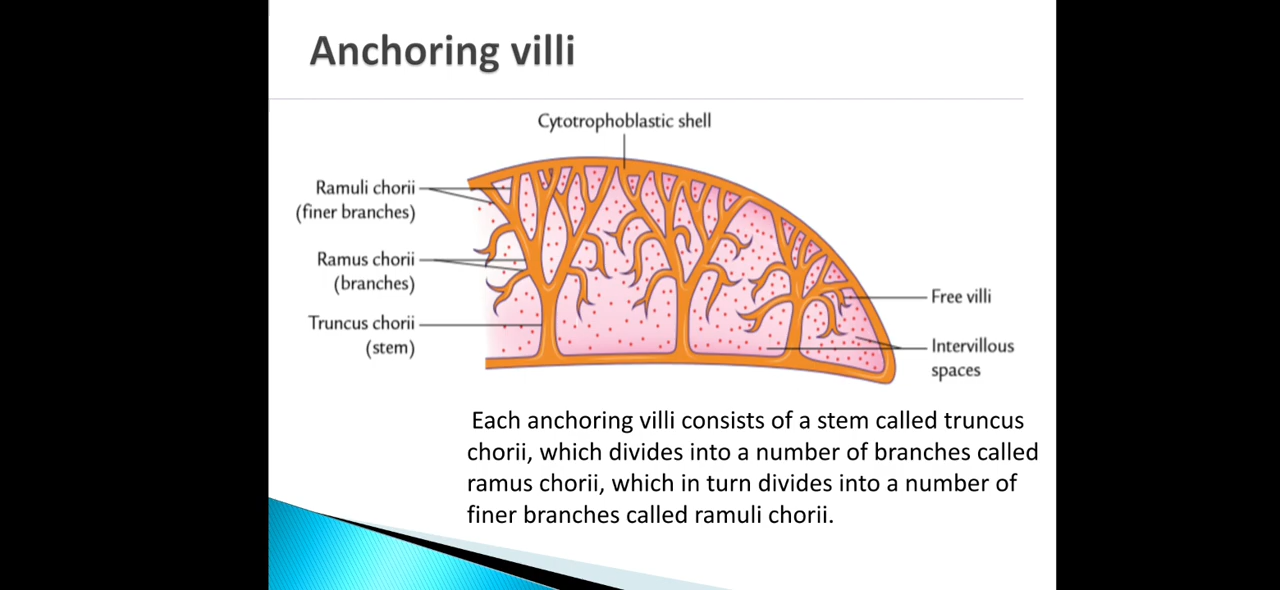 Anchoring villi
Cytotrophoblastic shell
Ramuli chorii
(finer branches)
Ramus chorii
(branches)
Truncus chorii
(stem)
Free villi
Intervillous
spaces
Each anchoring villi consists of a stem called truncus
chorii, which divides into a number of branches called
ramus chorii, which in turn divides into a number of
finer branches called ramuli chorii.